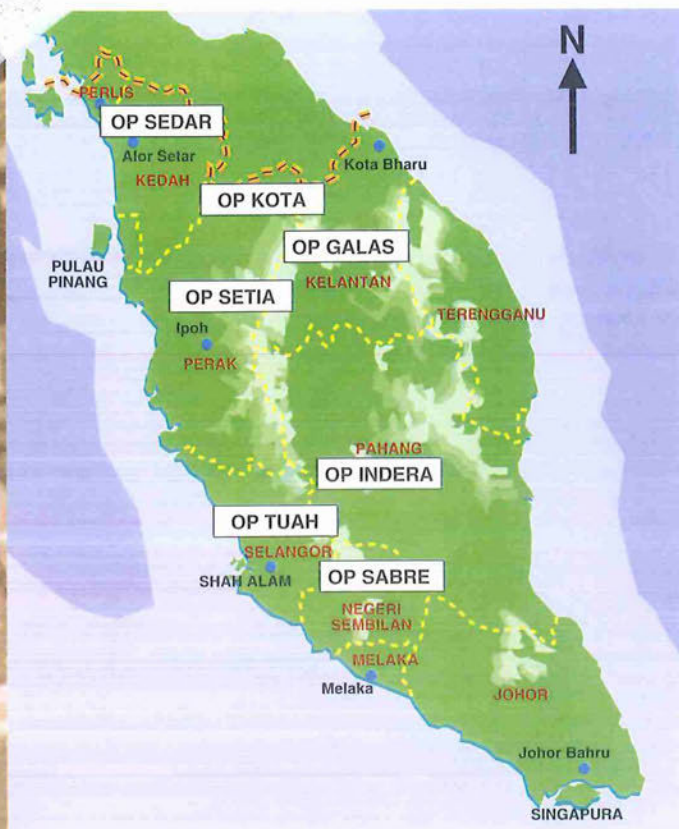 N
PERLIS
OP SEDAR
Alor Setar
KEDAH
Kota Bharu
OP KOTA
OP GALAS
PULAU
PINANG
KELANTAN
OP SETIA
TERENGGANU
Ipoh
PERAK
PAHANG
OP INDERA
OP TUAH
SELANGOR
SHAH ALAM
OP SABRE
NEGERI
SEMBILAN
MELAKA
Melaka
JOHOR
Johor Bahru
SINGAPURA